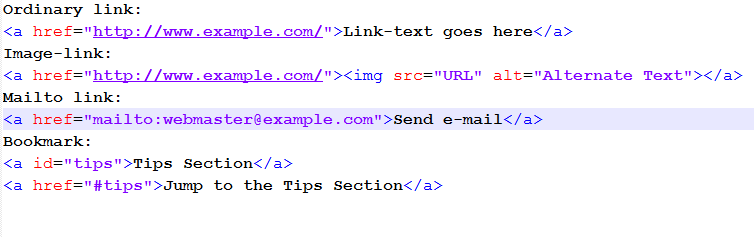 Ordinary link:
<a href="http://www.example.com/">Link-text goes here</a>
Image-link:
<a href="http://www.example.com/"><img src="URL" alt="Alternate Text"></a>
Mailto link:
<a href="mailto:webmaster@example.com">Send e-mail</a>
Bookmark:
<a id="tips">Tips Section</a>
<a href="#tips">Jump to the Tips Section</a>